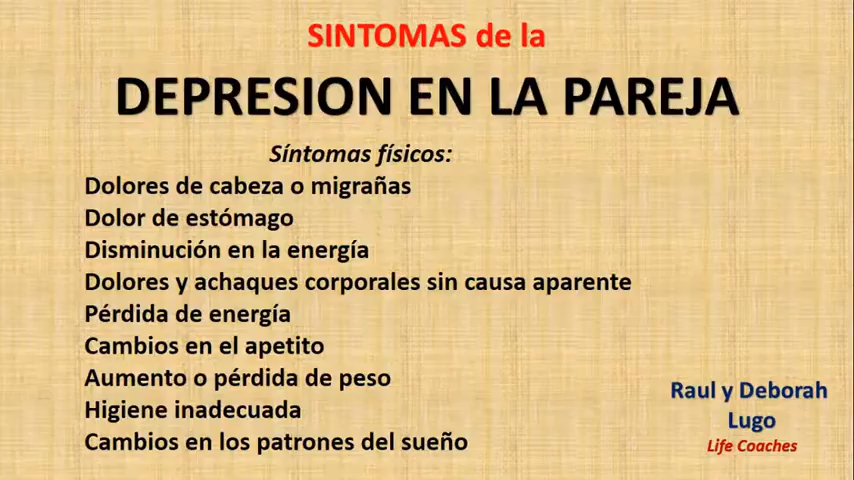 SINTOMAS de la
DEPRESION EN LA PAREJA
Síntomas físicos:
Dolores de cabeza o migrañas
Dolor de estómago
Disminución en la energía
Dolores y achaques corporales sin causa aparente
Pérdida de energía
Cambios en el apetito
Aumento o pérdida de peso
Higiene inadecuada
Cambios en los patrones del sueño
Raul y Deborah
Lugo
Life Coaches